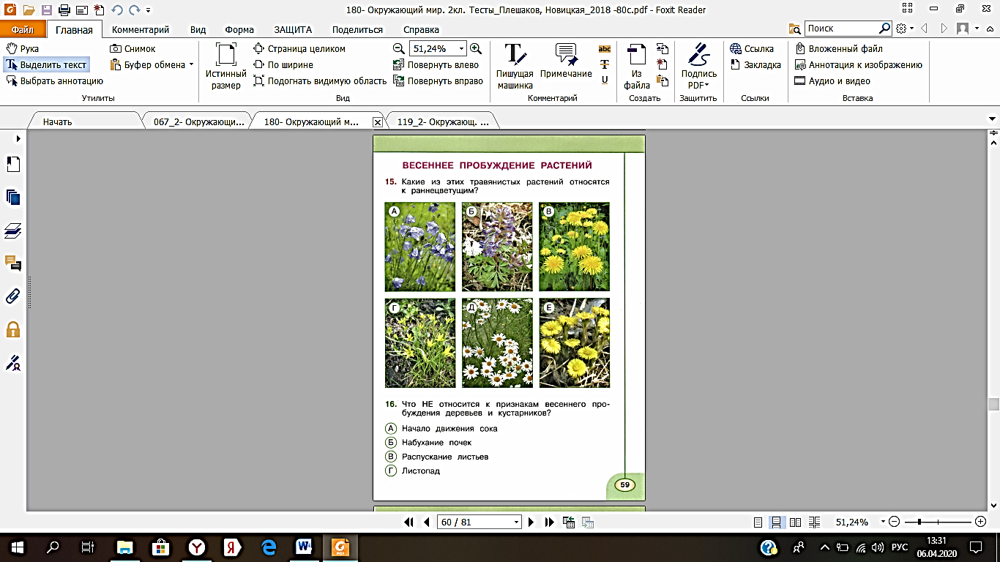 180- Окружающий мир. 2кл. Тесты_Плешаков, Новицкая_2018 -80с.pdf - Foxit Reader
Файл Главная Комментарий Вид Форма ЗАЩИТА Поделиться Справка Поиск
Рука Снимок Страница целиком 51,24% Повернуть влево Ссылка Вложенный файл
Выделить текст Буфер обмена По ширине Закладка Аннотация к изображению
Выбрать аннотацию Истинный размер Подогнать видимую область Повернуть вправо Пишущая машинка Примечание abc T U Из файла Подпись PDF Аудио и видео
Утилиты Вид Комментарий Создать Защитить Ссылки Вставка
Начать 067_2- Окружающи... 180- Окружающий м... 119_2- Окружающ. ...
ВЕСЕННЕЕ ПРОБУЖДЕНИЕ РАСТЕНИЙ
15. Какие из этих травянистых растений относятся
к раннецветущим?
А Б В
Г Д Е
16. Что НЕ относится к признакам весеннего про-
буждения деревьев и кустарников?
А Начало движения сока
Б Набухание почек
В Распускание листьев
Г Листопад
59
60 / 81 51,24%
РУС 13:31
06.04.2020